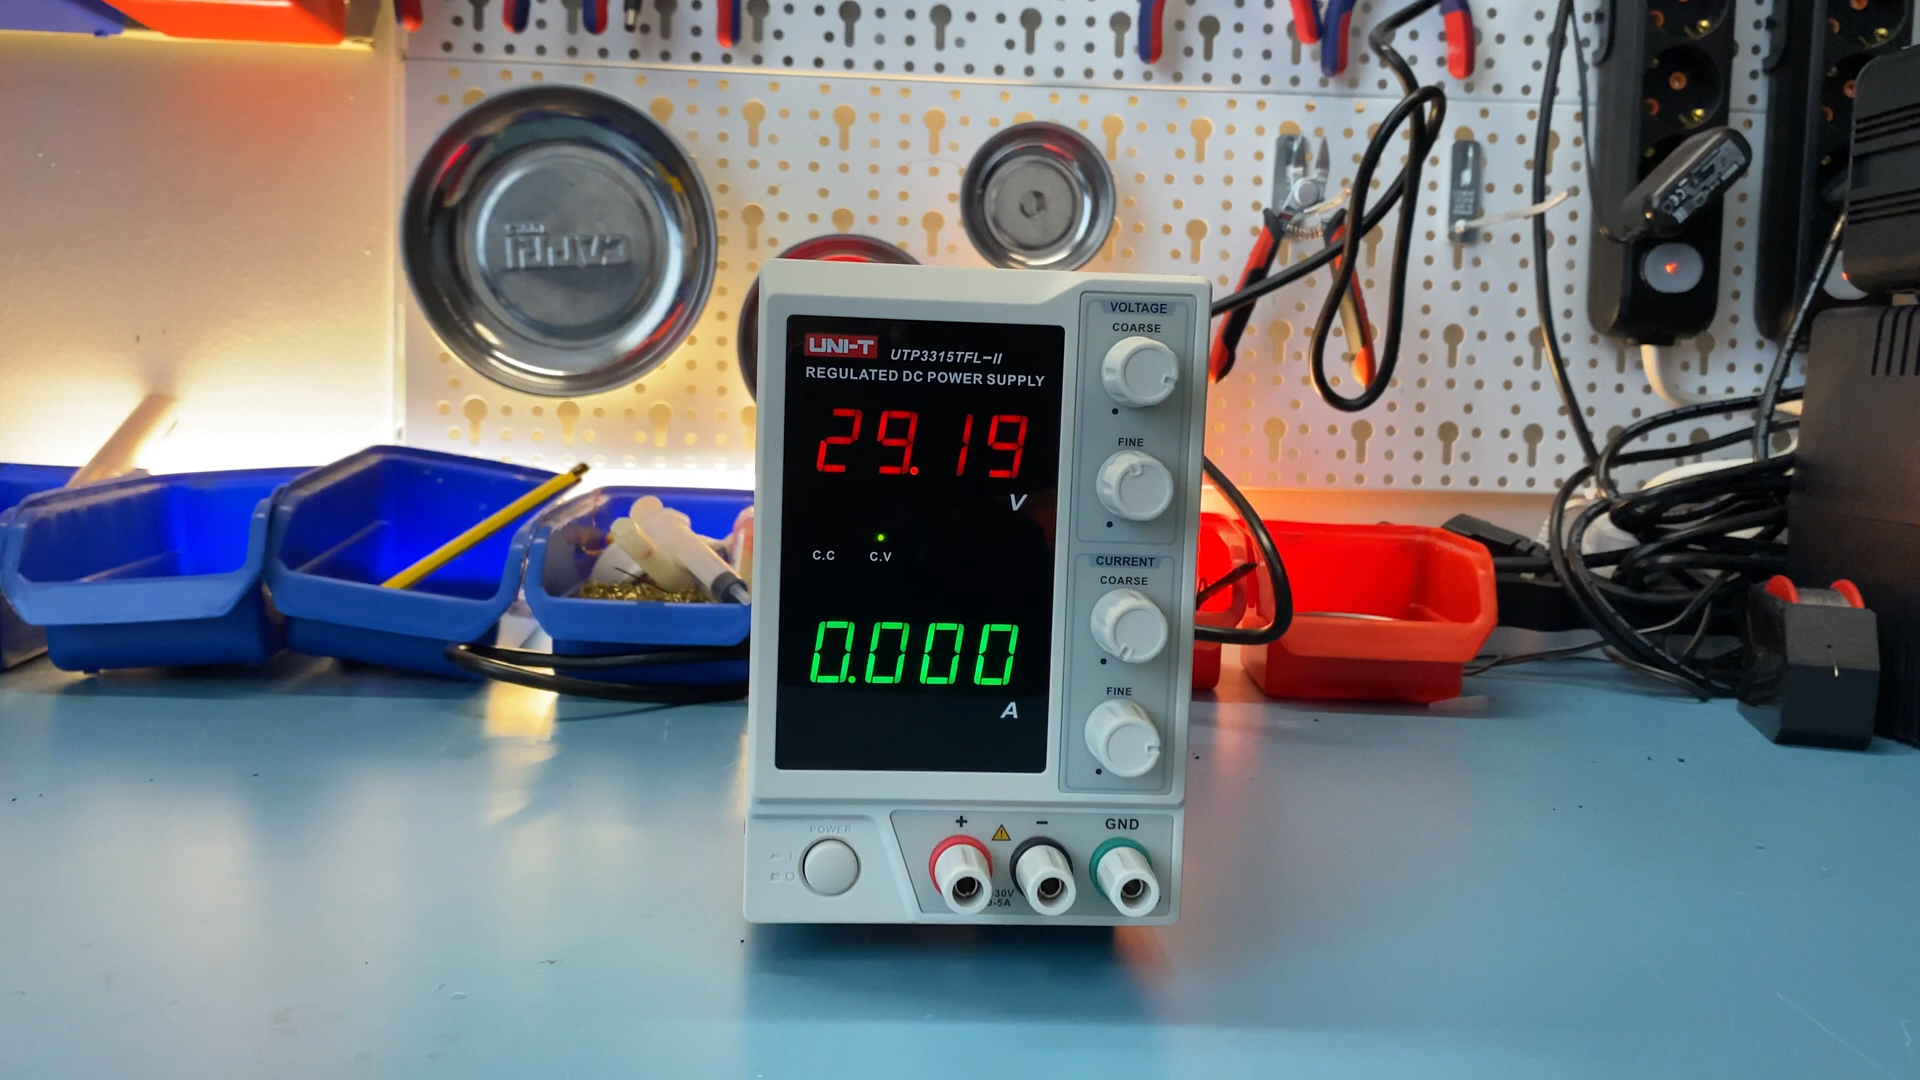 VOLTAGE
COARSE
UNI-T
UTP3315TFL-II
REGULATED DC POWER SUPPLY
29.19
V
FINE
C.C C.V
CURRENT
COARSE
0.000
A
FINE
POWER
+ − GND
30V
0-5A